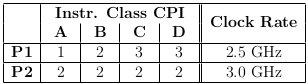 Instr. Class CPI Clock Rate
A B C D
P1 1 2 3 3 2.5 GHz
P2 2 2 2 2 3.0 GHz